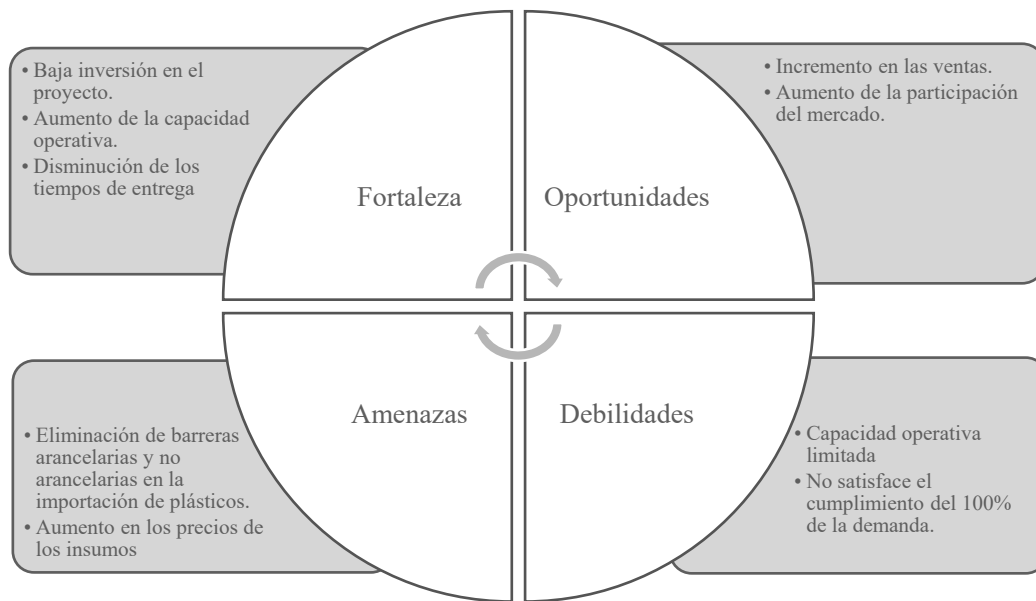 • Baja inversión en el
proyecto.
• Aumento de la capacidad
operativa.
• Disminución de los
tiempos de entrega
Fortaleza
• Incremento en las ventas.
• Aumento de la participación
del mercado.
Oportunidades
• Eliminación de barreras
arancelarias y no
arancelarias en la
importación de plásticos.
• Aumento en los precios de
los insumos
Amenazas
Debilidades
• Capacidad operativa
limitada
• No satisface el
cumplimiento del 100%
de la demanda.